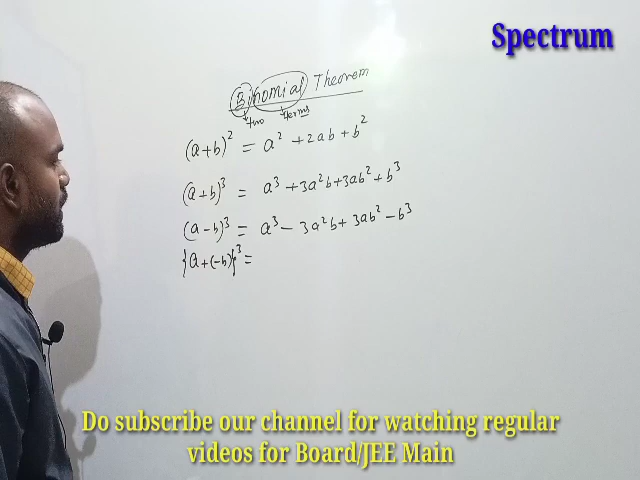 Spectrum
Binomial Theorem
two terms
(a+b)² = a² + 2ab + b²
(a+b)³ = a³ + 3a²b + 3ab² + b³
(a-b)³ = a³ - 3a²b + 3ab² - b³
{a+(-b)}³ =
Do subscribe our channel for watching regular
videos for Board/JEE Main